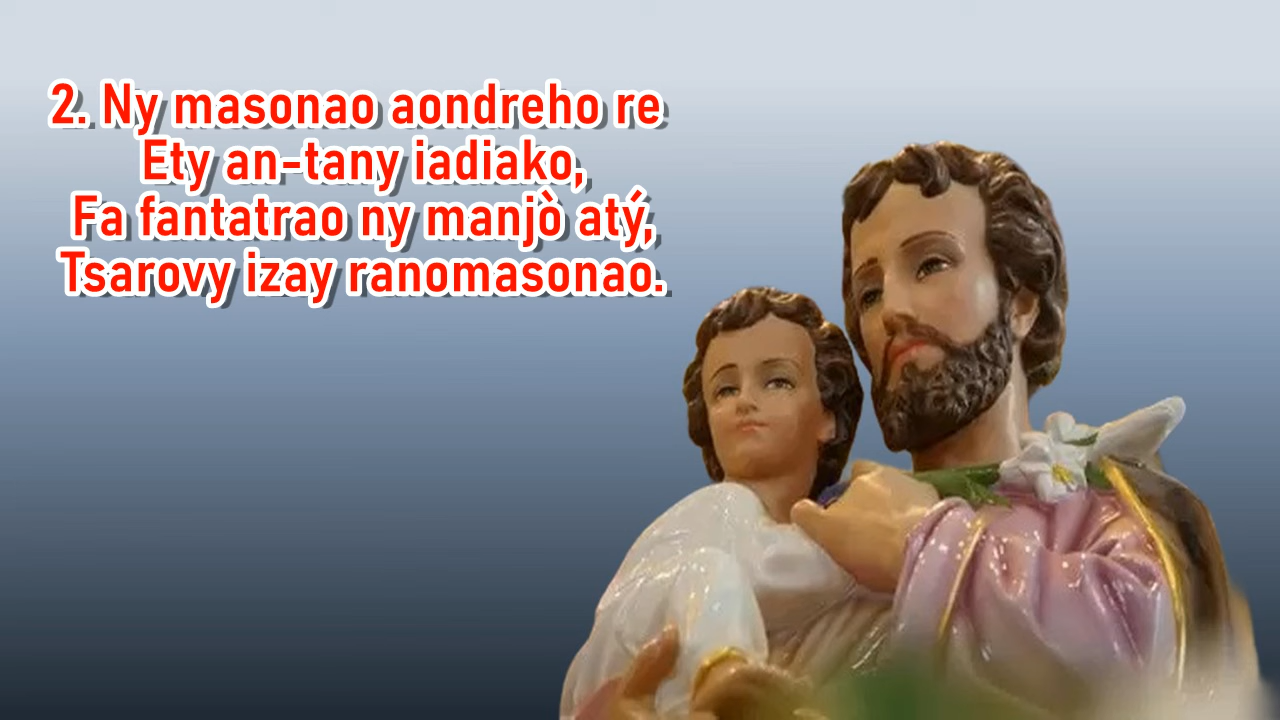 2. Ny masonao aondreho re
Ety an-tany iadiako,
Fa fantatrao ny manjò atý,
Tsarovy izay ranomasonao.